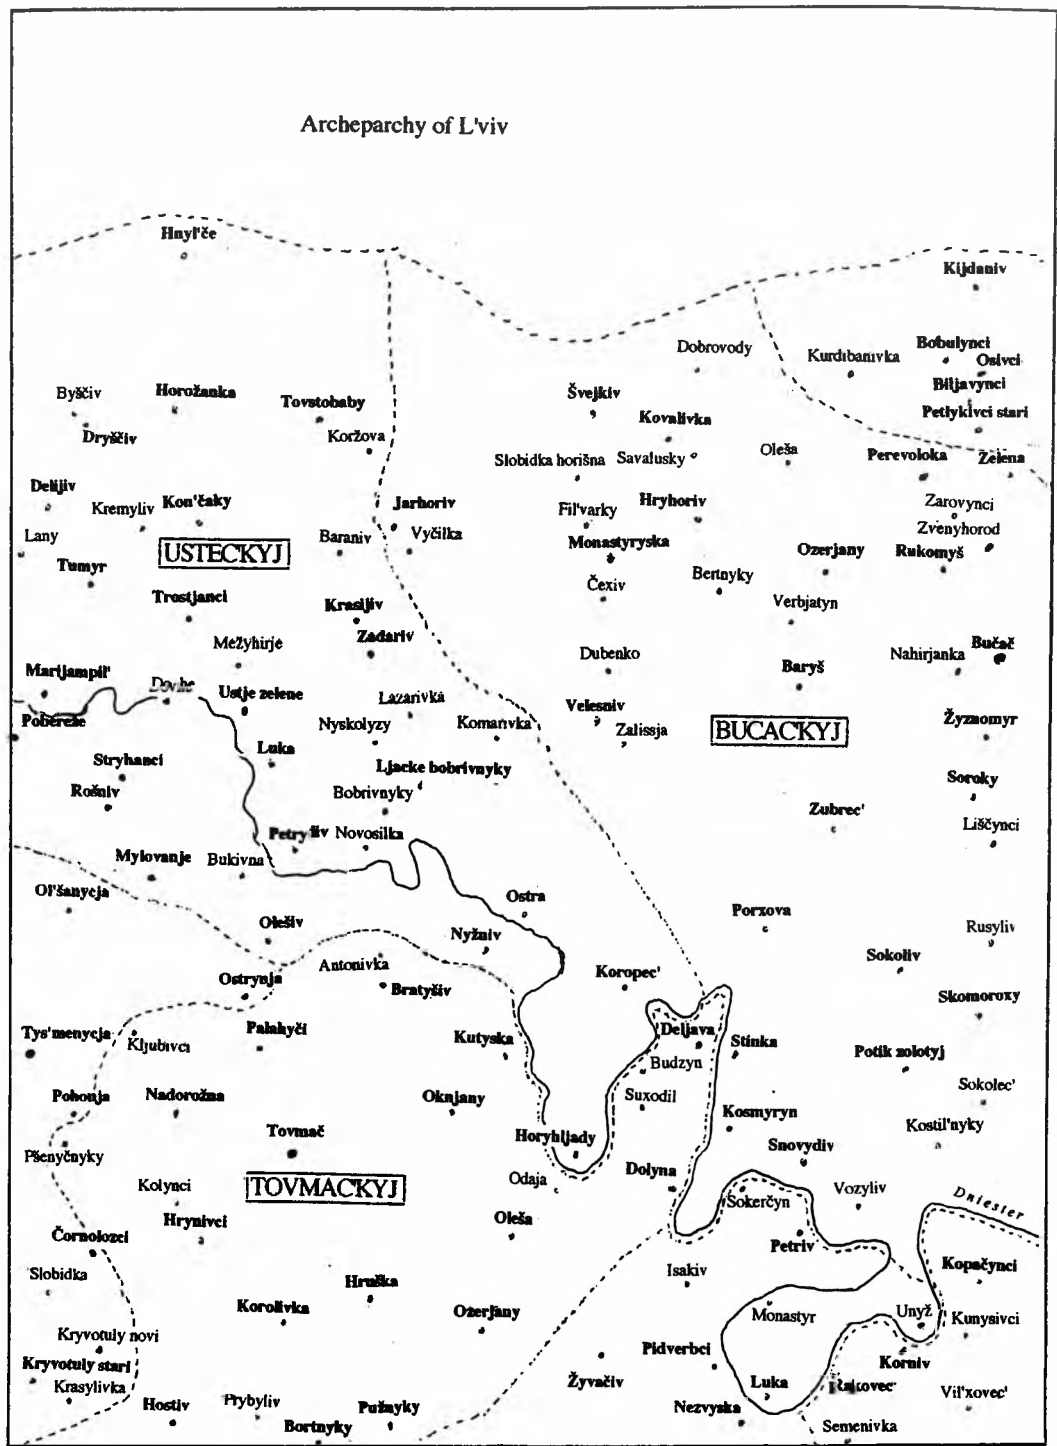 Archeparchy of L'viv
Hnyl'če
Kijdaniv
Dobrovody
Kurdibanivka
Bobulynci
Osivci
Biljavynci
Petlykivci stari
Byščiv
Horožanka
Tovstobaby
Švejkiv
Kovalivka
Dryščiv
Koržova
Slobidka horišna
Savalusky
Oleša
Perevoloka
Želena
Delijiv
Kremyliv
Kon'čaky
Jarhoriv
Fil'varky
Hryhoriv
Zarovynci
Zvenyhorod
Lany
USTECKYJ
Baraniv
Vyčilka
Monastyryska
Ozerjany
Rukomyš
Tumyr
Čexiv
Bertnyky
Trostjanci
Krasijiv
Verbjatyn
Mežyhirje
Zadariv
Dubenko
Baryš
Nahirjanka
Bučač
Marijampil'
Dovhe
Ustje zelene
Lazarivka
Velesniv
Pobereže
Nyskolyzy
Komarivka
Zalissja
BUCACKYJ
Žyznomyr
Stryhanci
Luka
Ljacke bobrivnyky
Rošniv
Bobrivnyky
Zubrec'
Soroky
Liščynci
Petryliv
Novosilka
Mylovanje
Bukivna
Ol'šanycja
Ostra
Porxova
Olešiv
Nyžniv
Rusyliv
Antonivka
Sokoliv
Ostrynja
Bratyšiv
Koropec'
Skomoroxy
Tys'menycja
Kljubivci
Palahyči
Kutyska
Deljava
Stinka
Budzyn
Potik zolotyj
Pohonja
Nadorožna
Oknjany
Suxodil
Sokolec'
Kosmyryn
Kostil'nyky
Tovmač
Horyhljady
Snovydiv
Pšenyčnyky
Kolynci
TOVMACKYJ
Odaja
Dolyna
Sokerčyn
Vozyliv
Dniester
Hrynivci
Oleša
Čornolozci
Petriv
Slobidka
Isakiv
Kopačynci
Hruška
Korolivka
Ozerjany
Monastyr
Unyž
Kunysivci
Kryvotuly novi
Pidverbci
Korniv
Kryvotuly stari
Žyvačiv
Krasylivka
Luka
Rakovec'
Vil'xovec'
Hostiv
Prybyliv
Pužnyky
Nezvyska
Bortnyky
Semenivka